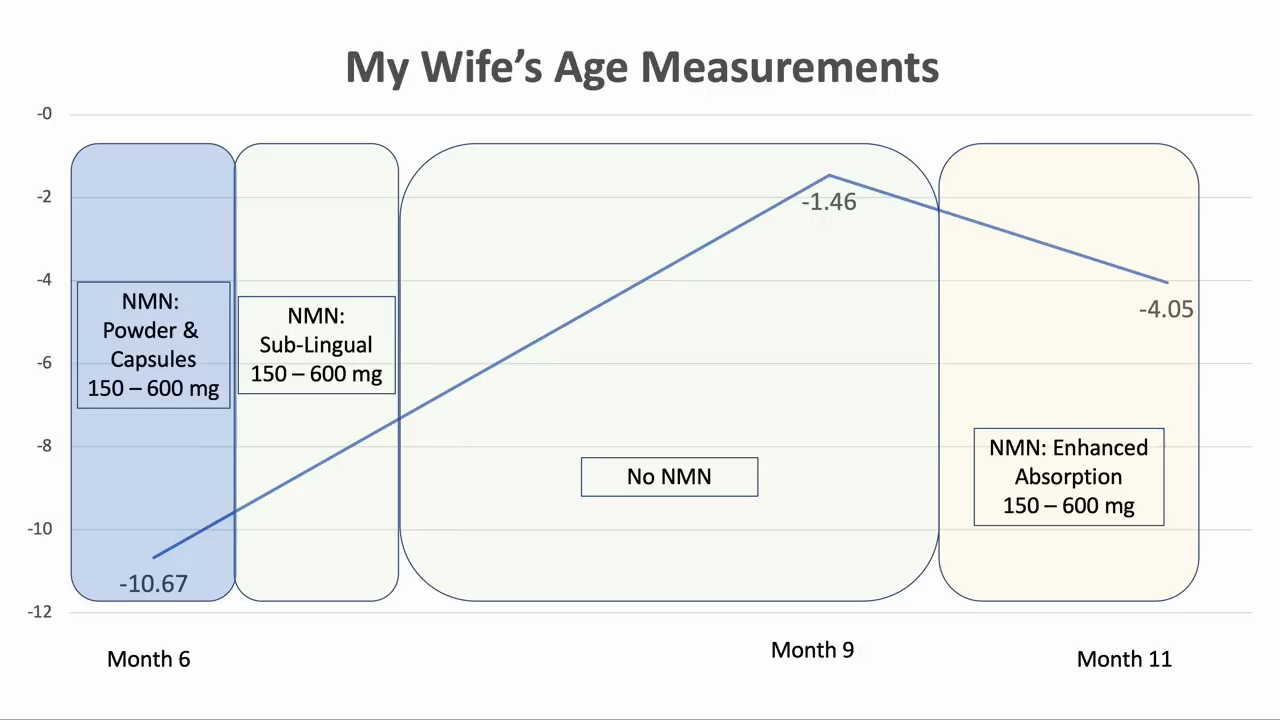 My Wife's Age Measurements
-0
-2
-4
-6
-8
-10
-12
NMN:
Powder &
Capsules
150 – 600 mg
NMN:
Sub-Lingual
150 – 600 mg
No NMN
NMN: Enhanced
Absorption
150 – 600 mg
-10.67
-1.46
-4.05
Month 6
Month 9
Month 11